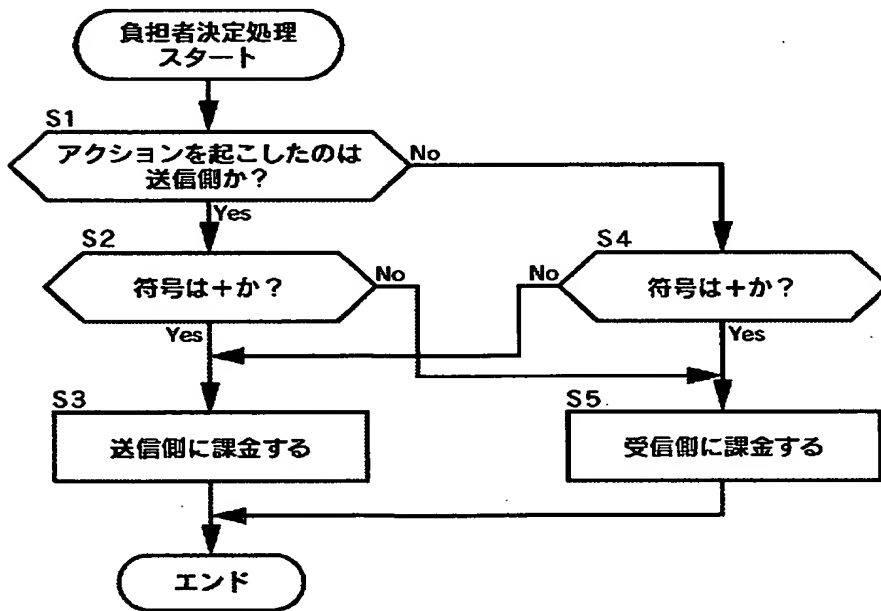 負担者決定処理
スタート
S1
アクションを起こしたのは
送信側か?
No
Yes
S2
符号は+か?
No
Yes
S4
No
符号は+か?
Yes
S3
送信側に課金する
S5
受信側に課金する
エンド